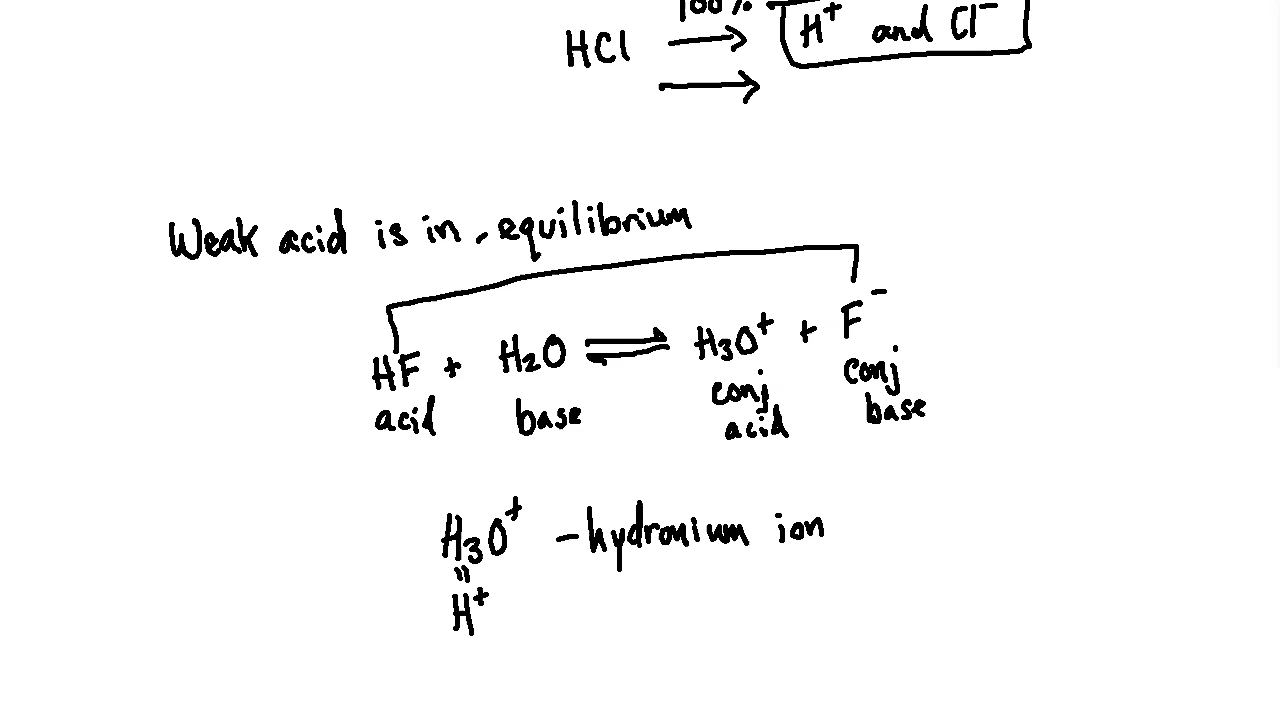 100%
HCl → H⁺ and Cl⁻
→
Weak acid is in equilibrium
HF + H₂O ⇌ H₃O⁺ + F⁻
acid base conj acid conj base
H₃O⁺ - hydronium ion
"
H⁺